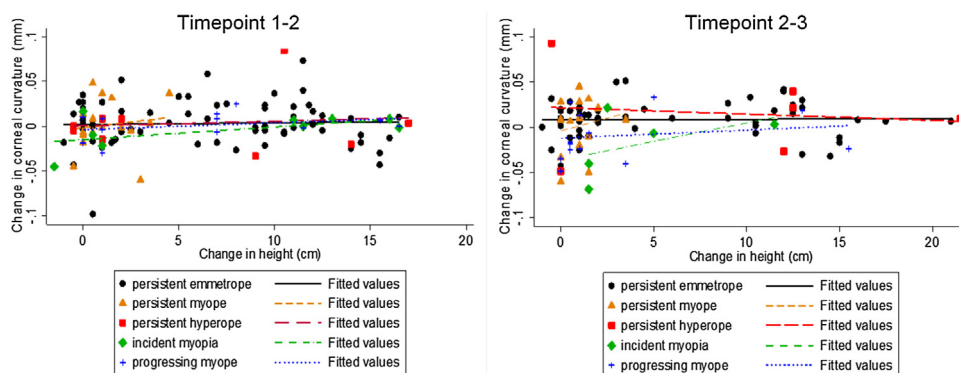 Timepoint 1-2
Change in corneal curvature (mm)
.1
.05
0
-.05
-.1
0 5 10 15 20
Change in height (cm)
persistent emmetrope Fitted values
persistent myope Fitted values
persistent hyperope Fitted values
incident myopia Fitted values
progressing myope Fitted values
Timepoint 2-3
Change in corneal curvature (mm)
.1
.05
0
-.05
-.1
0 5 10 15 20
Change in height (cm)
persistent emmetrope Fitted values
persistent myope Fitted values
persistent hyperope Fitted values
incident myopia Fitted values
progressing myope Fitted values